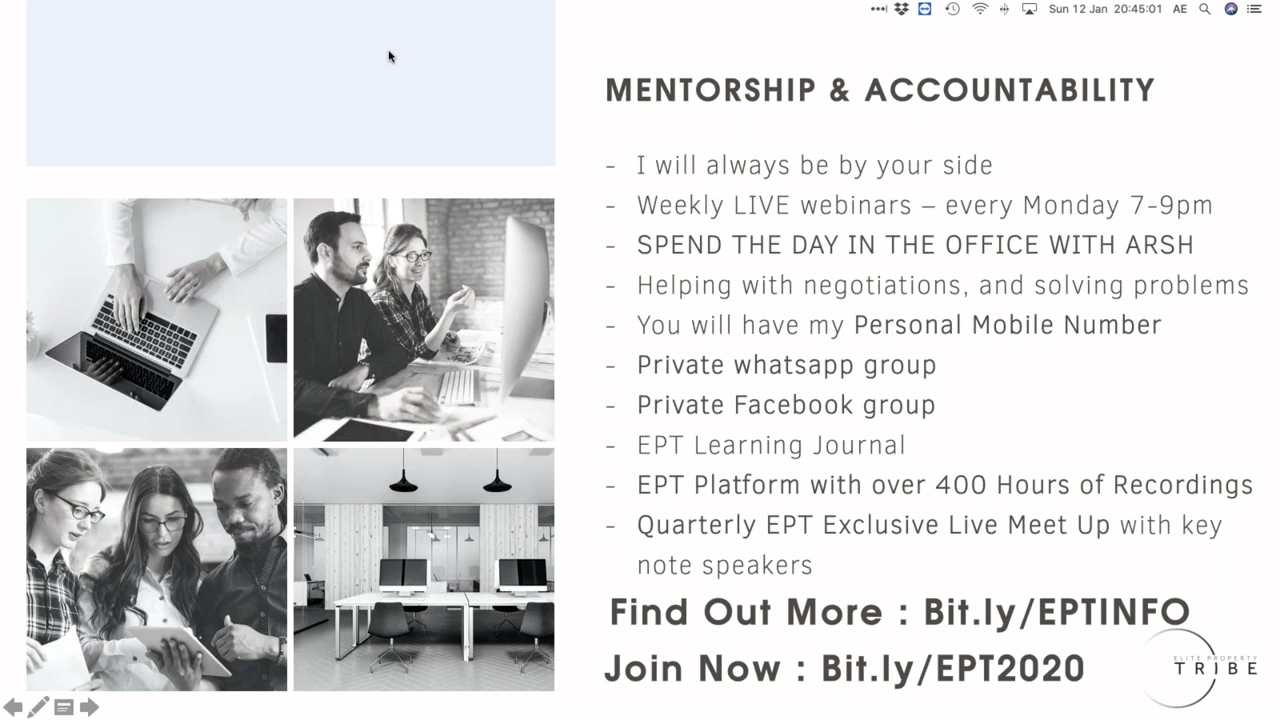 Sun 12 Jan 20:45:01 AE
MENTORSHIP & ACCOUNTABILITY
- I will always be by your side
- Weekly LIVE webinars – every Monday 7-9pm
- SPEND THE DAY IN THE OFFICE WITH ARSH
- Helping with negotiations, and solving problems
- You will have my Personal Mobile Number
- Private whatsapp group
- Private Facebook group
- EPT Learning Journal
- EPT Platform with over 400 Hours of Recordings
- Quarterly EPT Exclusive Live Meet Up with key
note speakers
Find Out More : Bit.ly/EPTINFO
Join Now : Bit.ly/EPT2020
ELITE PROPERTY
TRIBE